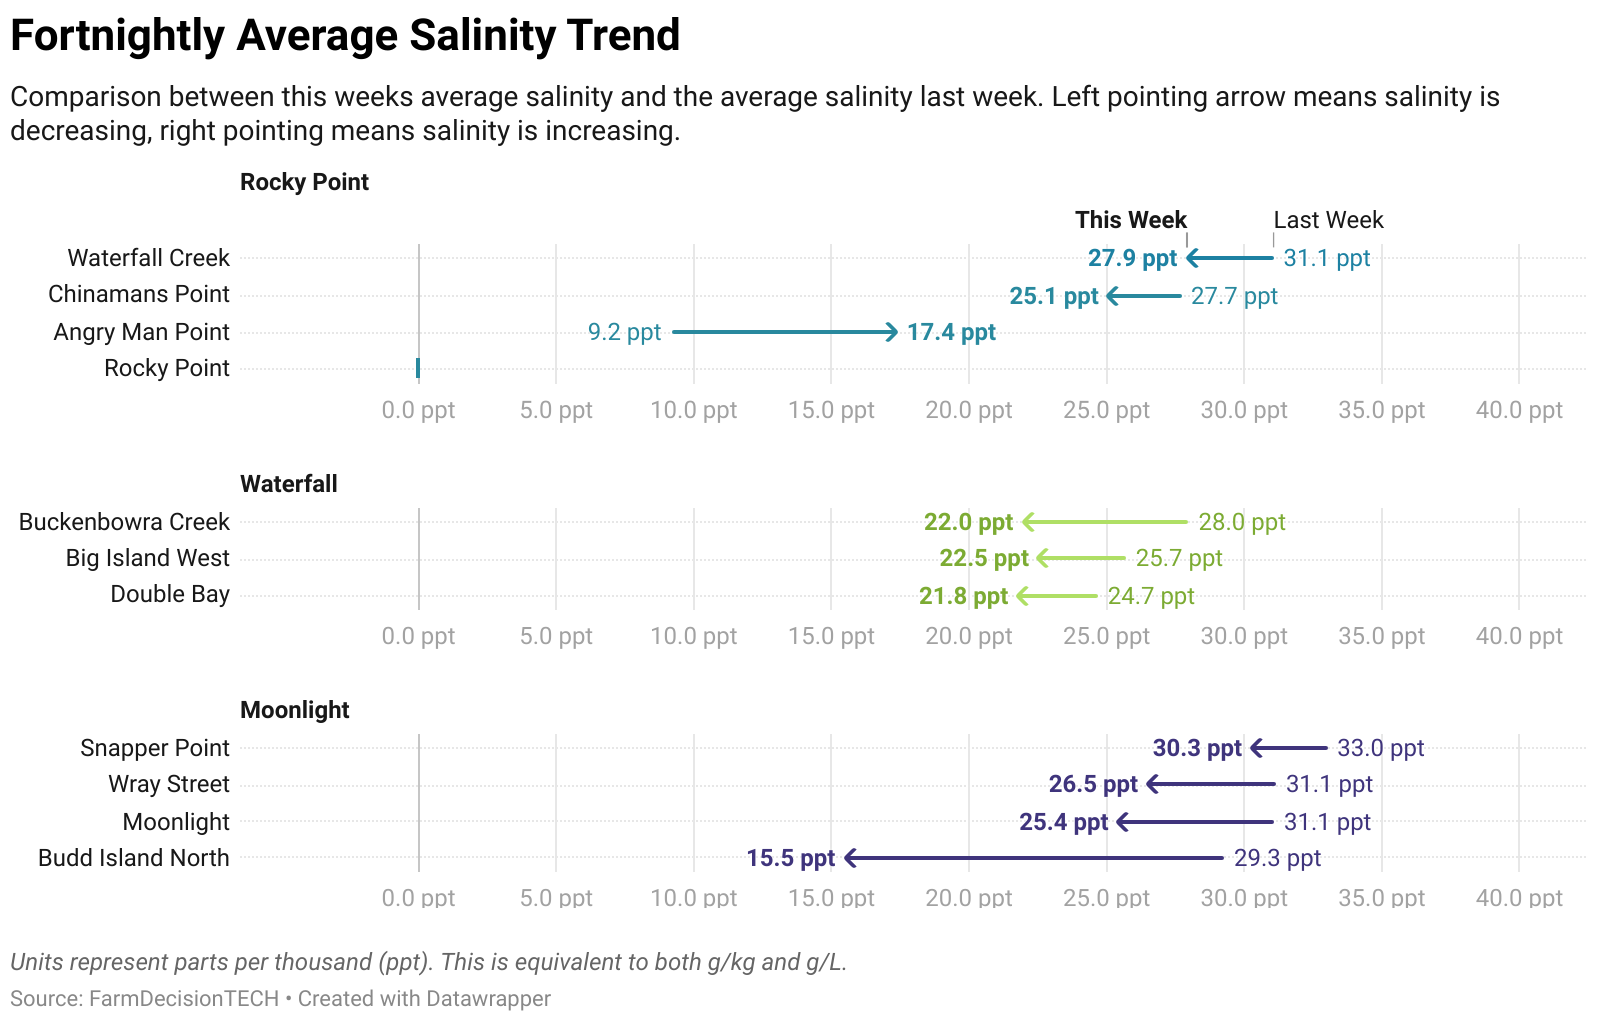 Fortnightly Average Salinity Trend
Comparison between this weeks average salinity and the average salinity last week. Left pointing arrow means salinity is
decreasing, right pointing means salinity is increasing.
Rocky Point
This Week Last Week
Waterfall Creek 27.9 ppt 31.1 ppt
Chinamans Point 25.1 ppt 27.7 ppt
Angry Man Point 9.2 ppt 17.4 ppt
Rocky Point
0.0 ppt 5.0 ppt 10.0 ppt 15.0 ppt 20.0 ppt 25.0 ppt 30.0 ppt 35.0 ppt 40.0 ppt
Waterfall
Buckenbowra Creek 22.0 ppt 28.0 ppt
Big Island West 22.5 ppt 25.7 ppt
Double Bay 21.8 ppt 24.7 ppt
0.0 ppt 5.0 ppt 10.0 ppt 15.0 ppt 20.0 ppt 25.0 ppt 30.0 ppt 35.0 ppt 40.0 ppt
Moonlight
Snapper Point 30.3 ppt 33.0 ppt
Wray Street 26.5 ppt 31.1 ppt
Moonlight 25.4 ppt 31.1 ppt
Budd Island North 15.5 ppt 29.3 ppt
0.0 ppt 5.0 ppt 10.0 ppt 15.0 ppt 20.0 ppt 25.0 ppt 30.0 ppt 35.0 ppt 40.0 ppt
Units represent parts per thousand (ppt). This is equivalent to both g/kg and g/L.
Source: FarmDecisionTECH • Created with Datawrapper